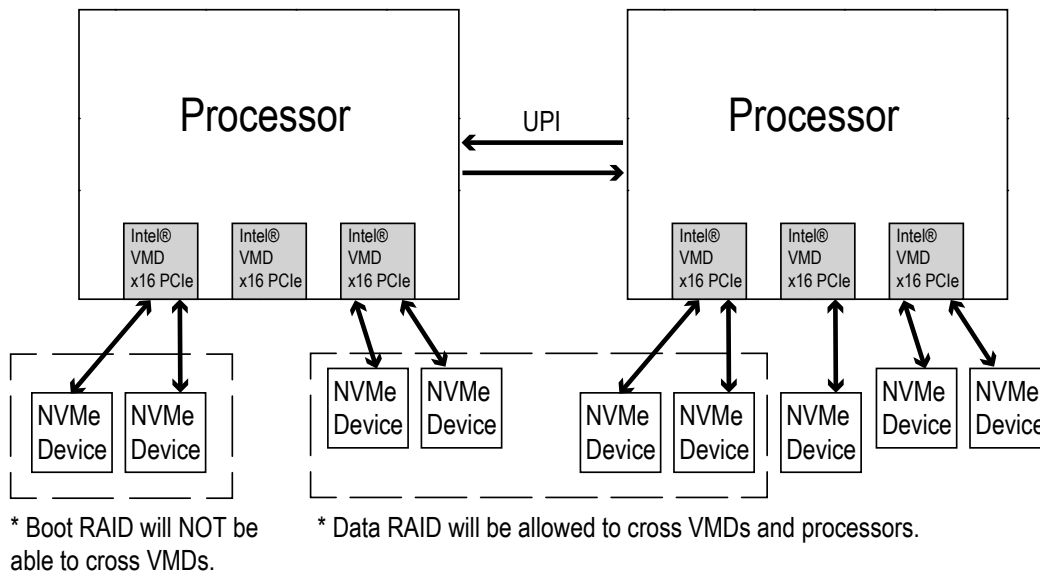 Processor
UPI
Processor
Intel®
VMD
x16 PCIe
Intel®
VMD
x16 PCIe
Intel®
VMD
x16 PCIe
Intel®
VMD
x16 PCIe
Intel®
VMD
x16 PCIe
Intel®
VMD
x16 PCIe
NVMe
Device
NVMe
Device
NVMe
Device
NVMe
Device
NVMe
Device
NVMe
Device
NVMe
Device
NVMe
Device
NVMe
Device
* Boot RAID will NOT be
able to cross VMDs.
* Data RAID will be allowed to cross VMDs and processors.